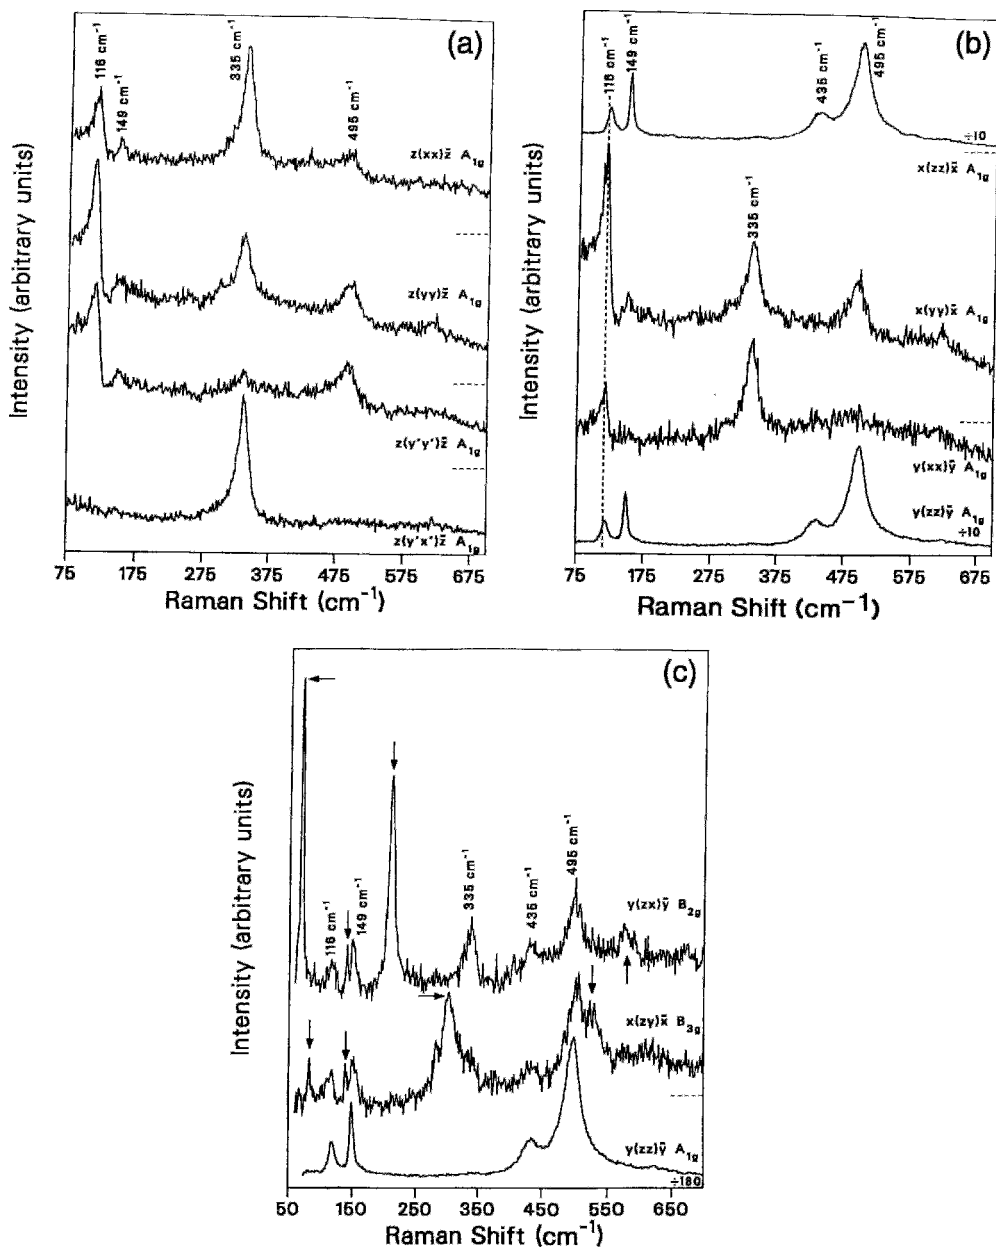 (a)
116 cm⁻¹
149 cm⁻¹
335 cm⁻¹
495 cm⁻¹
z(xx)z̄ A1g
z(yy)z̄ A1g
z(y'y')z̄ A1g
z(y'x')z̄ A1g
Intensity (arbitrary units)
75 175 275 375 475 575 675
Raman Shift (cm⁻¹)
(b)
116 cm⁻¹
149 cm⁻¹
435 cm⁻¹
495 cm⁻¹
÷10
x(zz)x̄ A1g
335 cm⁻¹
x(yy)x̄ A1g
y(xx)ȳ A1g
y(zz)ȳ A1g
÷10
Intensity (arbitrary units)
75 175 275 375 475 575 675
Raman Shift (cm⁻¹)
(c)
116 cm⁻¹
149 cm⁻¹
335 cm⁻¹
435 cm⁻¹
495 cm⁻¹
y(zx)ȳ B2g
x(zy)x̄ B3g
y(zz)ȳ A1g
÷180
Intensity (arbitrary units)
50 150 250 350 450 550 650
Raman Shift (cm⁻¹)